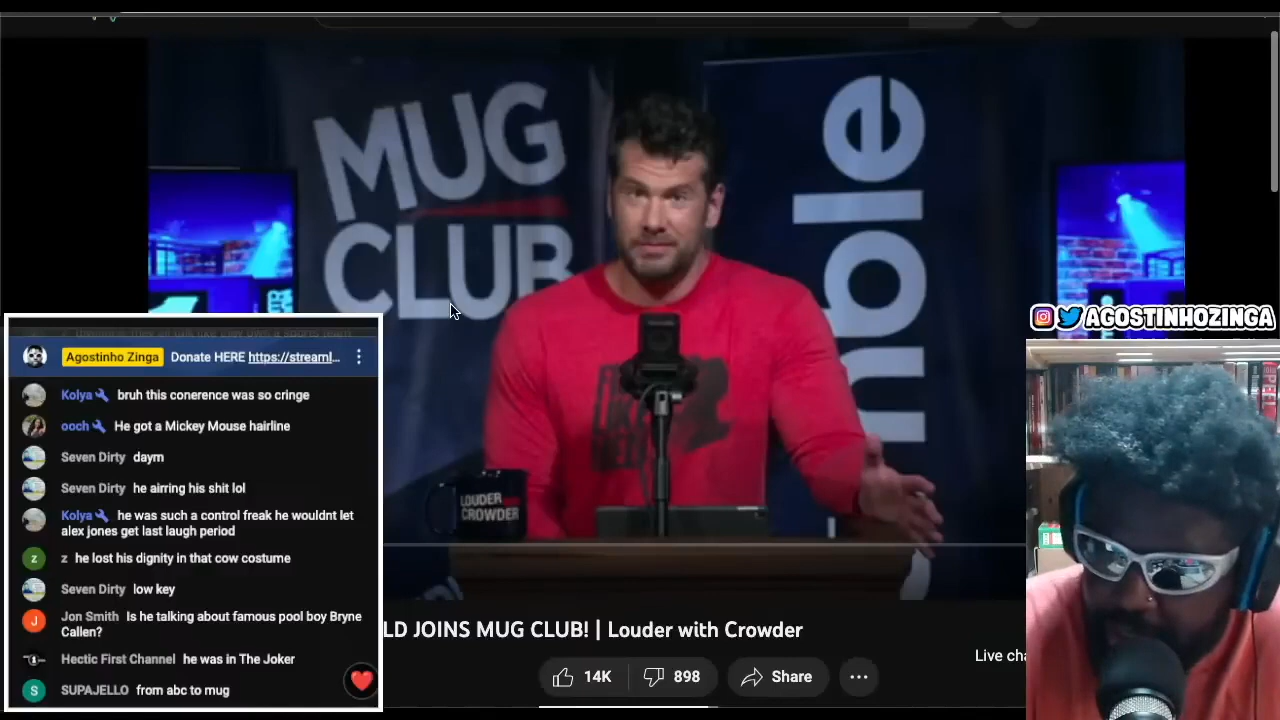 MUG
CLUB
mble
AGOSTINHOZINGA
Agostinho Zinga Donate HERE https://streaml...
Kolya bruh this conerence was so cringe
ooch He got a Mickey Mouse hairline
Seven Dirty daym
Seven Dirty he airring his shit lol
Kolya he was such a control freak he wouldnt let
alex jones get last laugh period
z he lost his dignity in that cow costume
Seven Dirty low key
Jon Smith Is he talking about famous pool boy Bryne
Callen?
Hectic First Channel he was in The Joker
SUPAJELLO from abc to mug
LOUDER
CROWDER
LD JOINS MUG CLUB! | Louder with Crowder
14K 898 Share
Live cha